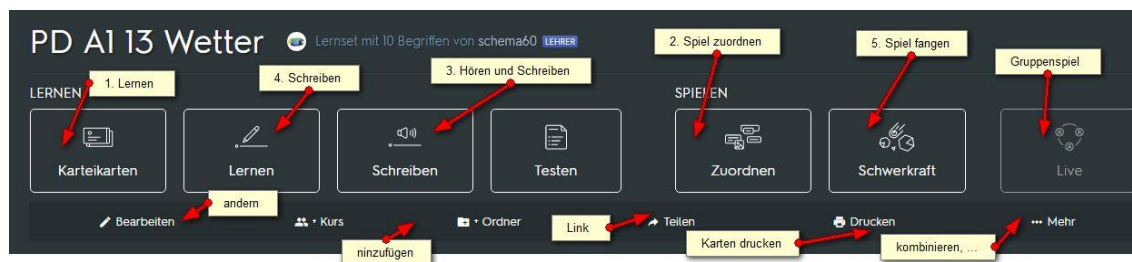 PD A1 13 Wetter Lernset mit 10 Begriffen von schema60 LEHRER
2. Spiel zuordnen
5. Spiel fangen
Gruppenspiel
1. Lernen
4. Schreiben
3. Hören und Schreiben
LERNEN
SPIELEN
Karteikarten
Lernen
Schreiben
Testen
Zuordnen
Schwerkraft
Live
andern
Bearbeiten
+ Kurs
+ Ordner
Link
Teilen
Drucken
Mehr
ninzufügen
Karten drucken
kombinieren, ...